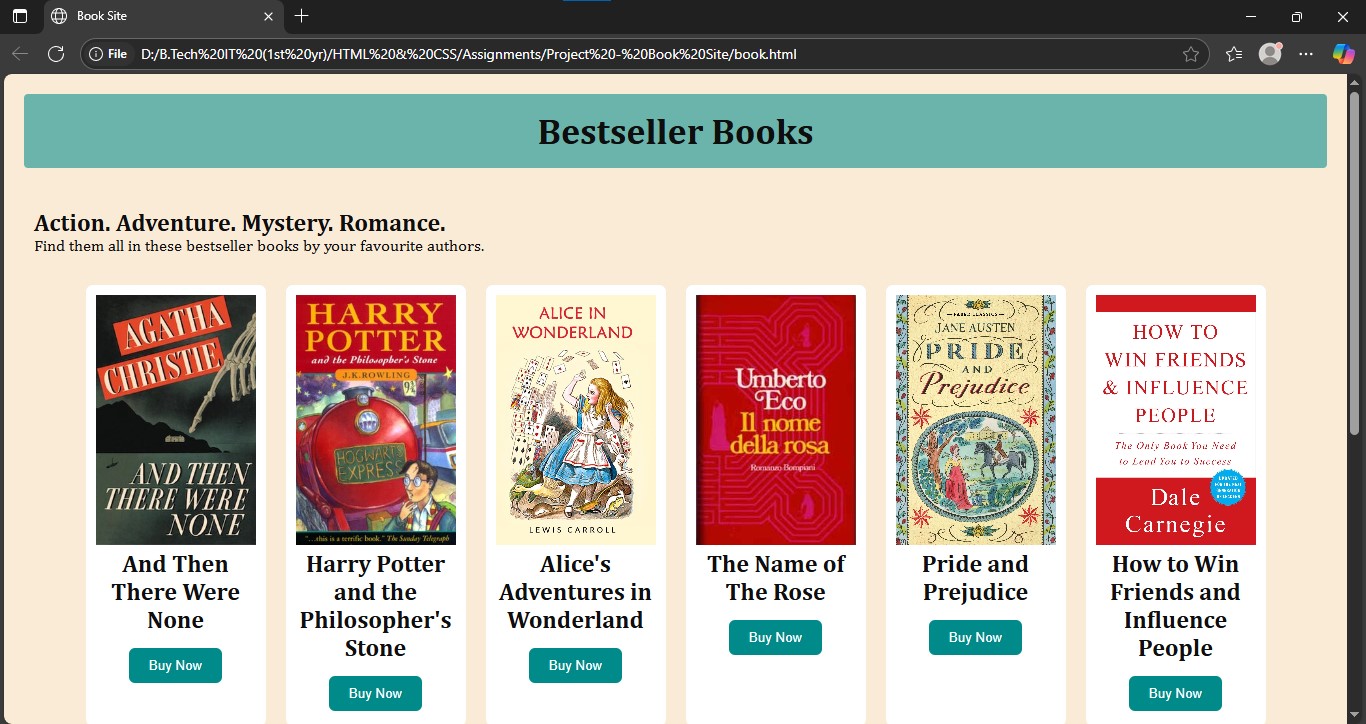 Book Site
File D:/B.Tech%20IT%20(1st%20yr)/HTML%20&%20CSS/Assignments/Project%20-%20Book%20Site/book.html
Bestseller Books
Action. Adventure. Mystery. Romance.
Find them all in these bestseller books by your favourite authors.
AGATHA
CHRISTIE
AND THEN
THERE WERE
NONE
And Then
There Were
None
Buy Now
HARRY
POTTER
and the Philosopher's Stone
J.K.ROWLING
9¾
HOGWARTS
EXPRESS
"...this is a terrific book." The Sunday Telegraph
Harry Potter
and the
Philosopher's
Stone
Buy Now
ALICE IN
WONDERLAND
LEWIS CARROLL
Alice's
Adventures in
Wonderland
Buy Now
Umberto
Eco
Il nome
della rosa
Romanzo Bompiani
The Name of
The Rose
Buy Now
JANE AUSTEN
PRIDE
AND
Prejudice
Pride and
Prejudice
Buy Now
HOW TO
WIN FRIENDS
& INFLUENCE
PEOPLE
The Only Book You Need
to Lead You to Success
Dale
Carnegie
How to Win
Friends and
Influence
People
Buy Now